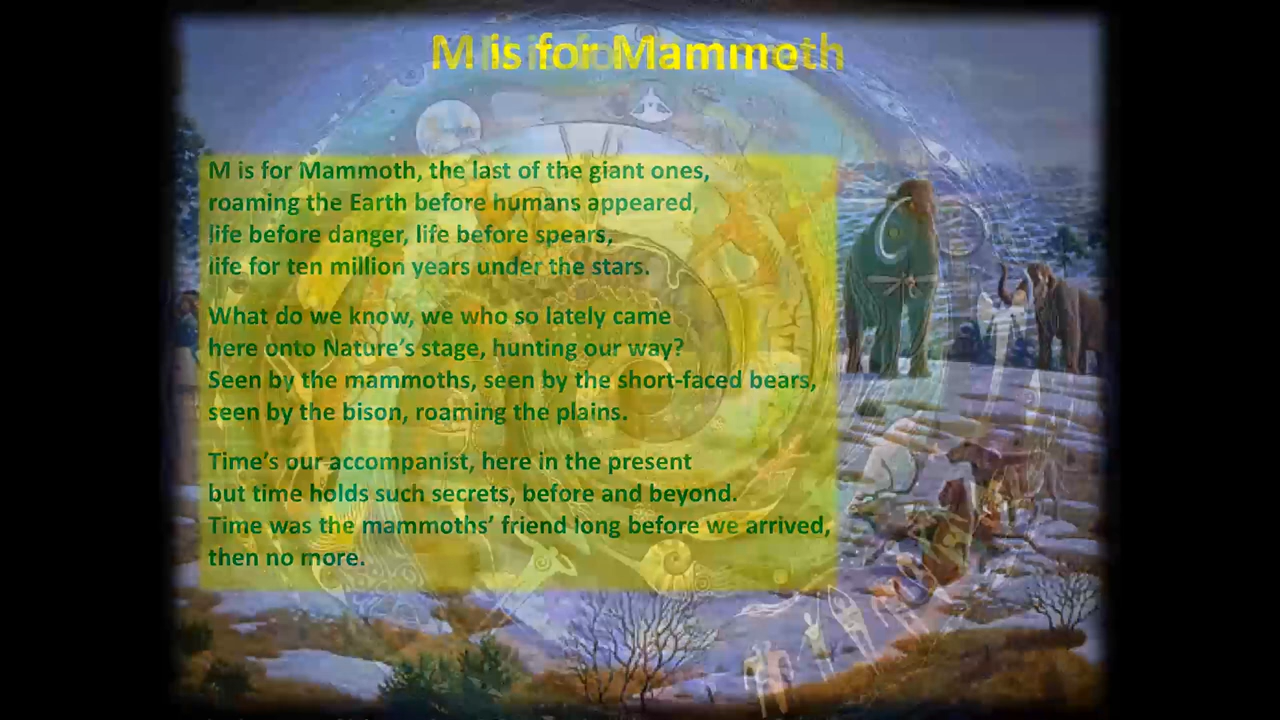 M is for Mammoth
M is for Mammoth, the last of the giant ones,
roaming the Earth before humans appeared,
life before danger, life before spears,
life for ten million years under the stars.
What do we know, we who so lately came
here onto Nature’s stage, hunting our way?
Seen by the mammoths, seen by the short-faced bears,
seen by the bison, roaming the plains.
Time’s our accompanist, here in the present
but time holds such secrets, before and beyond.
Time was the mammoths’ friend long before we arrived,
then no more.